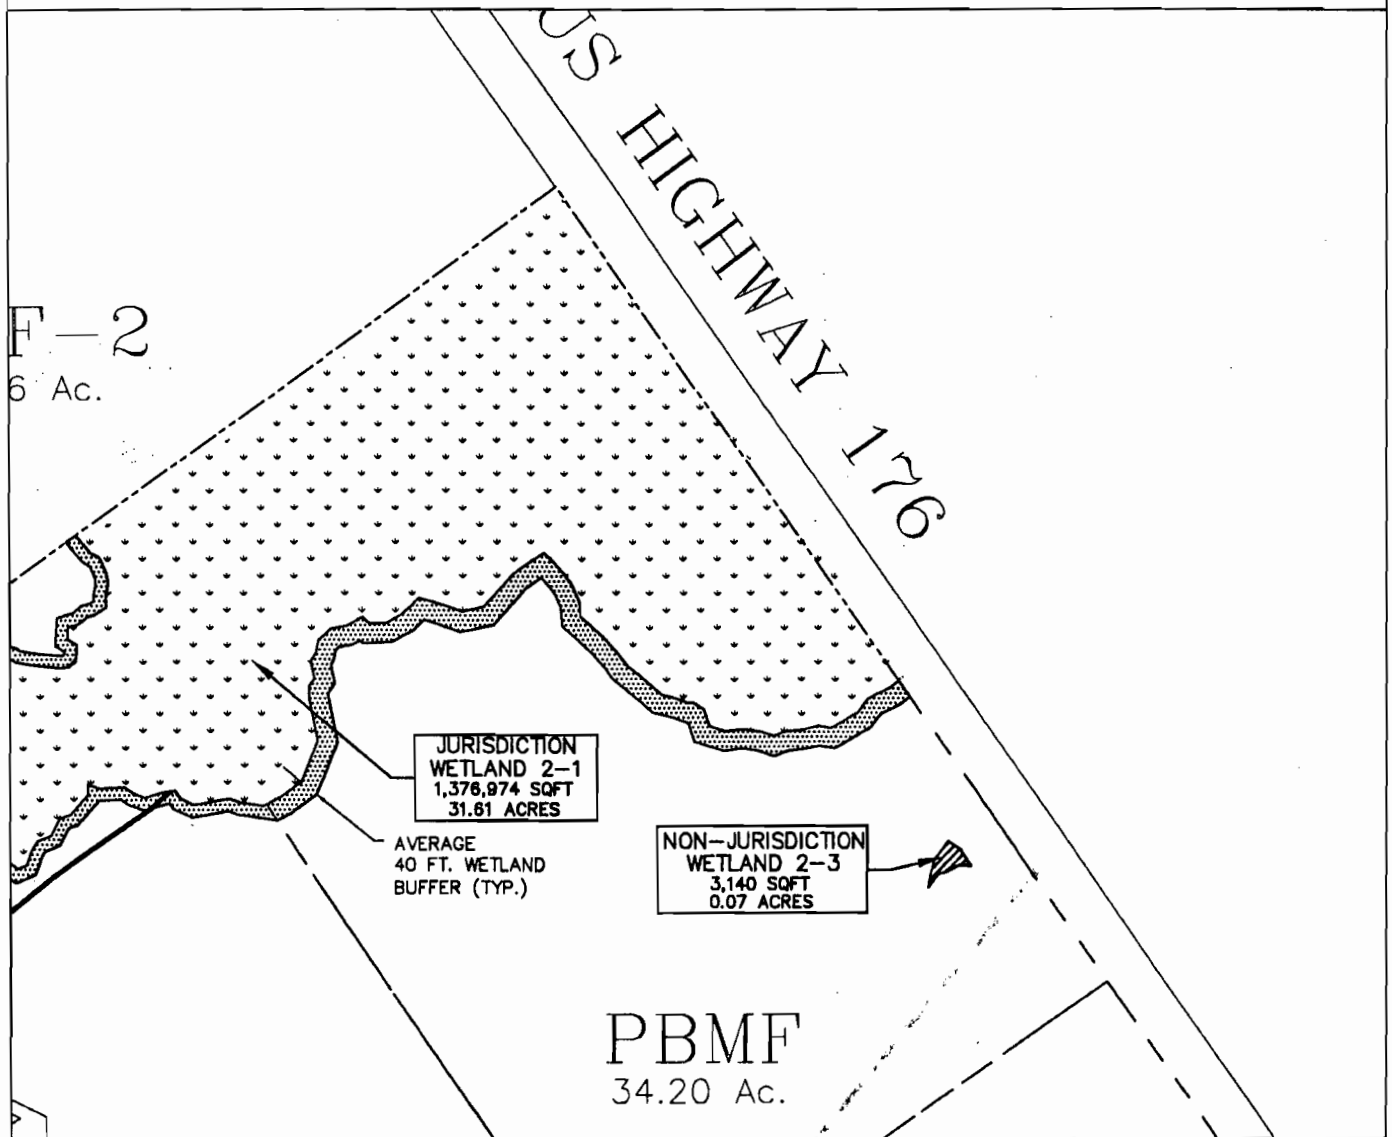 US HIGHWAY 176
F-2
6 Ac.
JURISDICTION
WETLAND 2-1
1,376,974 SQFT
31.61 ACRES
AVERAGE
40 FT. WETLAND
BUFFER (TYP.)
NON-JURISDICTION
WETLAND 2-3
3,140 SQFT
0.07 ACRES
PBMF
34.20 Ac.